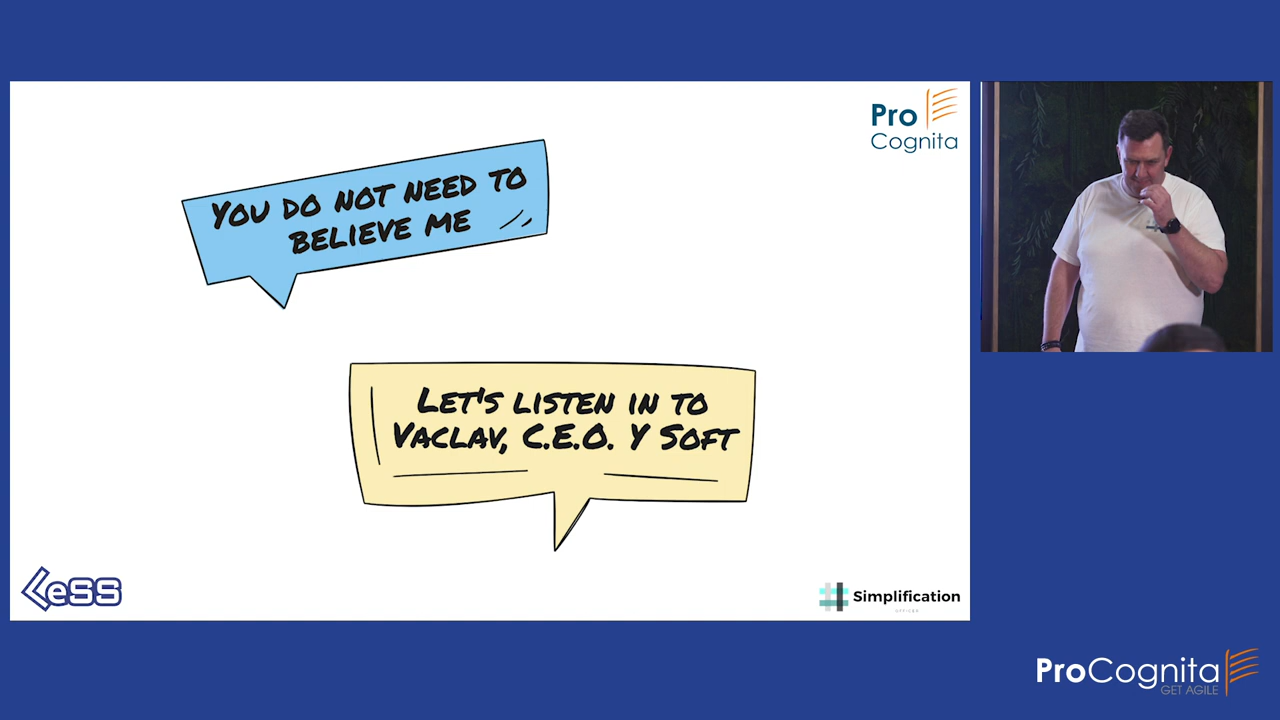 Pro
Cognita
YOU DO NOT NEED TO
BELIEVE ME
LET'S LISTEN IN TO
VACLAV, C.E.O. Y SOFT
LeSS
Simplification
OFFICER
ProCognita
GET AGILE